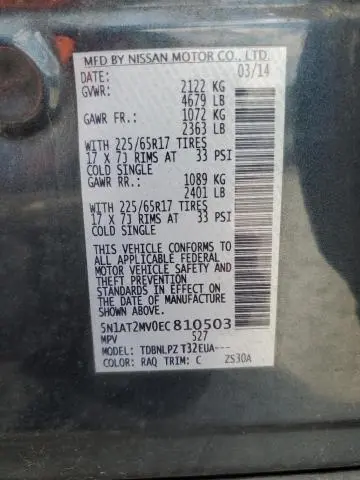 MFD BY NISSAN MOTOR CO., LTD.
DATE: 03/14
GVWR: 2122 KG
4679 LB
GAWR FR.: 1072 KG
2363 LB
WITH 225/65R17 TIRES
17 X 7J RIMS AT 33 PSI
COLD SINGLE
GAWR RR.: 1089 KG
2401 LB
WITH 225/65R17 TIRES
17 X 7J RIMS AT 33 PSI
COLD SINGLE
THIS VEHICLE CONFORMS TO
ALL APPLICABLE FEDERAL
MOTOR VEHICLE SAFETY AND
THEFT PREVENTION
STANDARDS IN EFFECT ON
THE DATE OF MANUFACTURE
SHOWN ABOVE.
5N1AT2MV0EC810503
MPV S27
MODEL: TDBNLPZ T32EUA---
COLOR: RAQ TRIM: C ZS30A